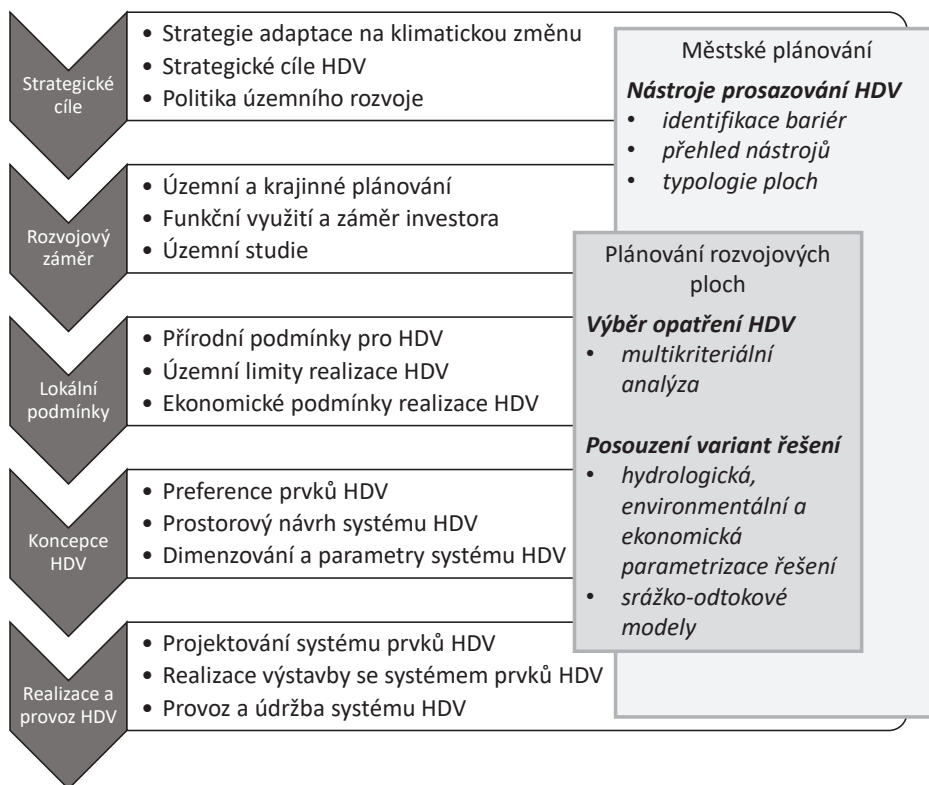 Strategické
cíle
• Strategie adaptace na klimatickou změnu
• Strategické cíle HDV
• Politika územního rozvoje
Rozvojový
záměr
• Územní a krajinné plánování
• Funkční využití a záměr investora
• Územní studie
Lokální
podmínky
• Přírodní podmínky pro HDV
• Územní limity realizace HDV
• Ekonomické podmínky realizace HDV
Koncepce
HDV
• Preference prvků HDV
• Prostorový návrh systému HDV
• Dimenzování a parametry systému HDV
Realizace a
provoz HDV
• Projektování systému prvků HDV
• Realizace výstavby se systémem prvků HDV
• Provoz a údržba systému HDV
Městské plánování
Nástroje prosazování HDV
• identifikace bariér
• přehled nástrojů
• typologie ploch
Plánování rozvojových
ploch
Výběr opatření HDV
• multikriteriální
analýza
Posouzení variant řešení
• hydrologická,
environmentální a
ekonomická
parametrizace řešení
• srážko-odtokové
modely